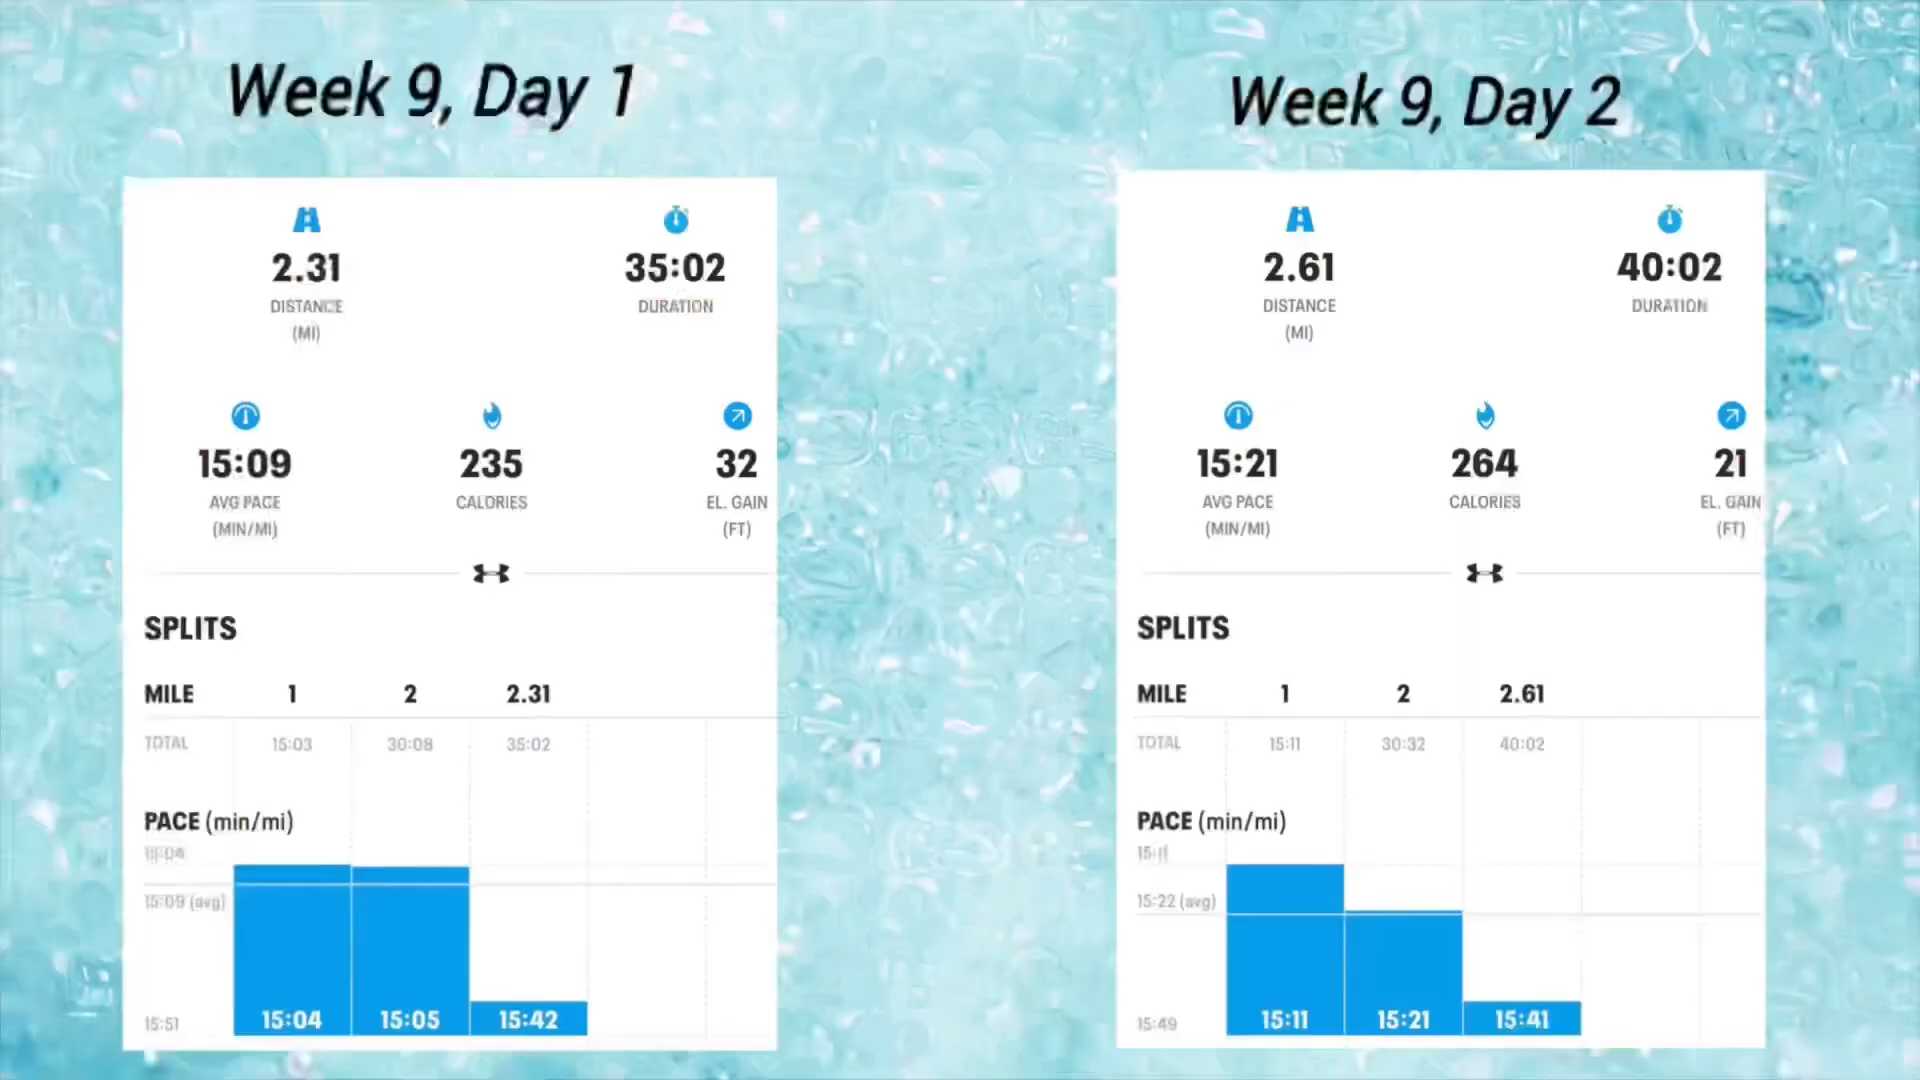 Week 9, Day 1
2.31
35:02
DISTANCE
DURATION
(MI)
15:09
235
32
AVG PACE
CALORIES
EL. GAIN
(MIN/MI)
(FT)
SPLITS
MILE 1 2 2.31
TOTAL 15:03 30:08 35:02
PACE (min/mi)
15:04
15:09 (avg)
15:51 15:04 15:05 15:42
Week 9, Day 2
2.61
40:02
DISTANCE
DURATION
(MI)
15:21
264
21
AVG PACE
CALORIES
EL. GAIN
(MIN/MI)
(FT)
SPLITS
MILE 1 2 2.61
TOTAL 15:11 30:32 40:02
PACE (min/mi)
15:11
15:22 (avg)
15:49 15:11 15:21 15:41